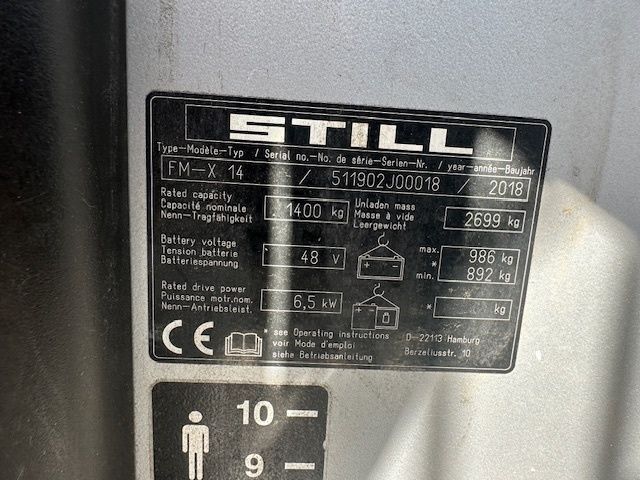 STILL
Type-Modèle-Typ / Serial no.-No. de série-Serien-Nr. / year-année-Baujahr
FM-X 14 / 511902J00018 / 2018
Rated capacity
Capacité nominale
Nenn-Tragfähigkeit
1400 kg
Unladen mass
Masse à vide
Leergewicht
2699 kg
Battery voltage
Tension batterie
Batteriespannung
48 V
max. 986 kg
*
min. 892 kg
Rated drive power
Puissance motr.nom.
Nenn-Antriebsleist.
6,5 kW
* kg
CE
* see Operating instructions
voir Mode d'emploi
siehe Betriebsanleitung
D-22113 Hamburg
Berzeliusstr. 10
10
9